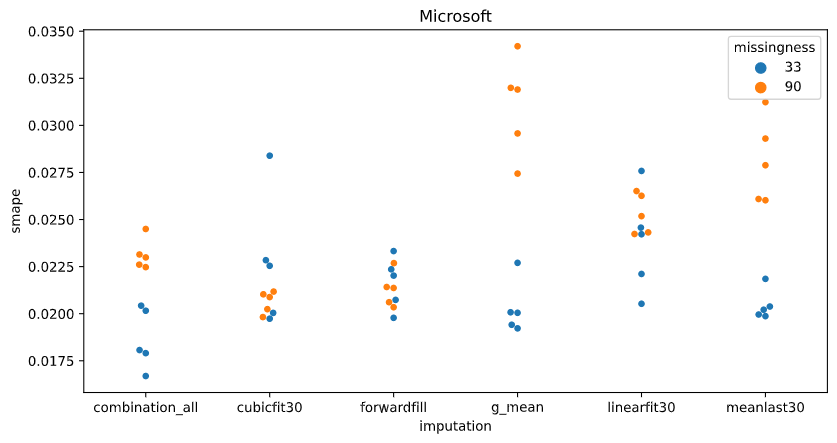 Microsoft
0.0350
0.0325
0.0300
0.0275
0.0250
0.0225
0.0200
0.0175
smape
missingness
33
90
combination_all cubicfit30 forwardfill g_mean linearfit30 meanlast30
imputation